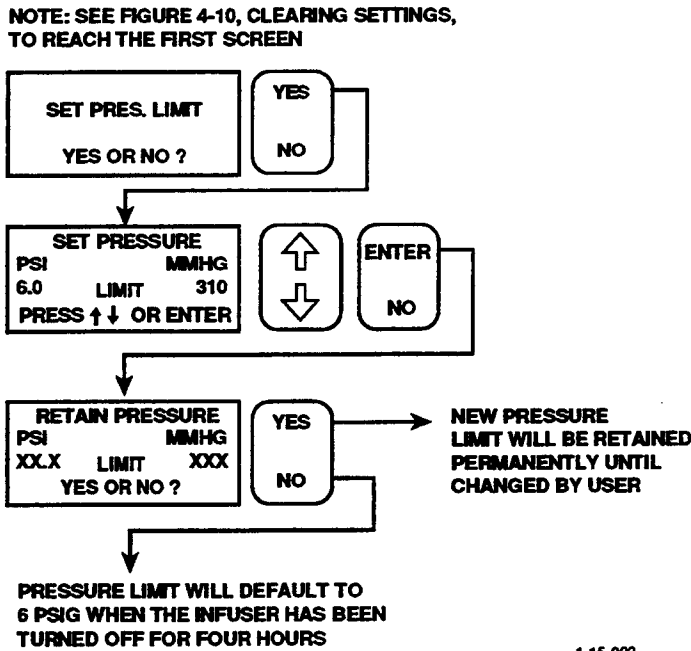 NOTE: SEE FIGURE 4-10, CLEARING SETTINGS,
TO REACH THE FIRST SCREEN
SET PRES. LIMIT
YES OR NO ?
YES
NO
SET PRESSURE
PSI MMHG
6.0 LIMIT 310
PRESS ↑ ↓ OR ENTER
ENTER
NO
RETAIN PRESSURE
PSI MMHG
XX.X LIMIT XXX
YES OR NO ?
YES
NO
NEW PRESSURE
LIMIT WILL BE RETAINED
PERMANENTLY UNTIL
CHANGED BY USER
PRESSURE LIMIT WILL DEFAULT TO
6 PSIG WHEN THE INFUSER HAS BEEN
TURNED OFF FOR FOUR HOURS